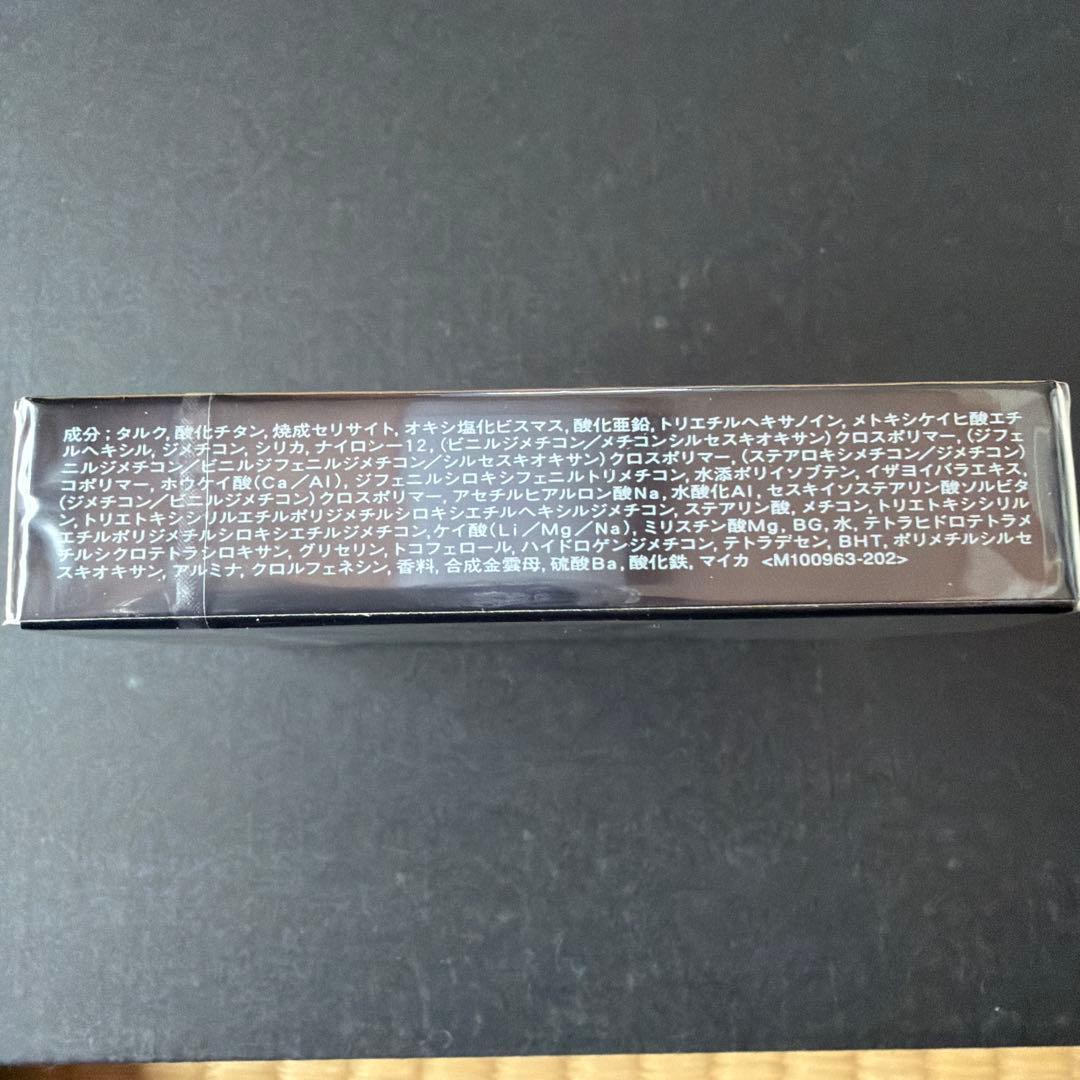 成分 ; タルク, 酸化チタン, 焼成セリサイト, オキシ塩化ビスマス, 酸化亜鉛, トリエチルヘキサノイン, メトキシケイヒ酸エチ
ルヘキシル, ジメチコン, シリカ, ナイロンー12, (ビニルジメチコン/メチコンシルセスキオキサン)クロスポリマー, (ジフェ
ニルジメチコン/ビニルジフェニルジメチコン/シルセスキオキサン)クロスポリマー, (ステアロキシメチコン/ジメチコン)
コポリマー, ホウケイ酸(Ca/Al), ジフェニルシロキシフェニルトリメチコン, 水添ポリイソブテン, イザヨイバラエキス,
(ジメチコン/ビニルジメチコン)クロスポリマー, アセチルヒアルロン酸Na, 水酸化Al, セスキイソステアリン酸ソルビタ
ン, トリエトキシシリルエチルポリジメチルシロキシエチルヘキシルジメチコン, ステアリン酸, メチコン, トリエトキシシリル
エチルポリジメチルシロキシエチルジメチコン, ケイ酸(Li/Mg/Na), ミリスチン酸Mg, BG, 水, テトラヒドロテトラメ
チルシクロテトラシロキサン, グリセリン, トコフェロール, ハイドロゲンジメチコン, テトラデセン, BHT, ポリメチルシルセ
スキオキサン, アルミナ, クロルフェネシン, 香料, 合成金雲母, 硫酸Ba, 酸化鉄, マイカ <M100963-202>